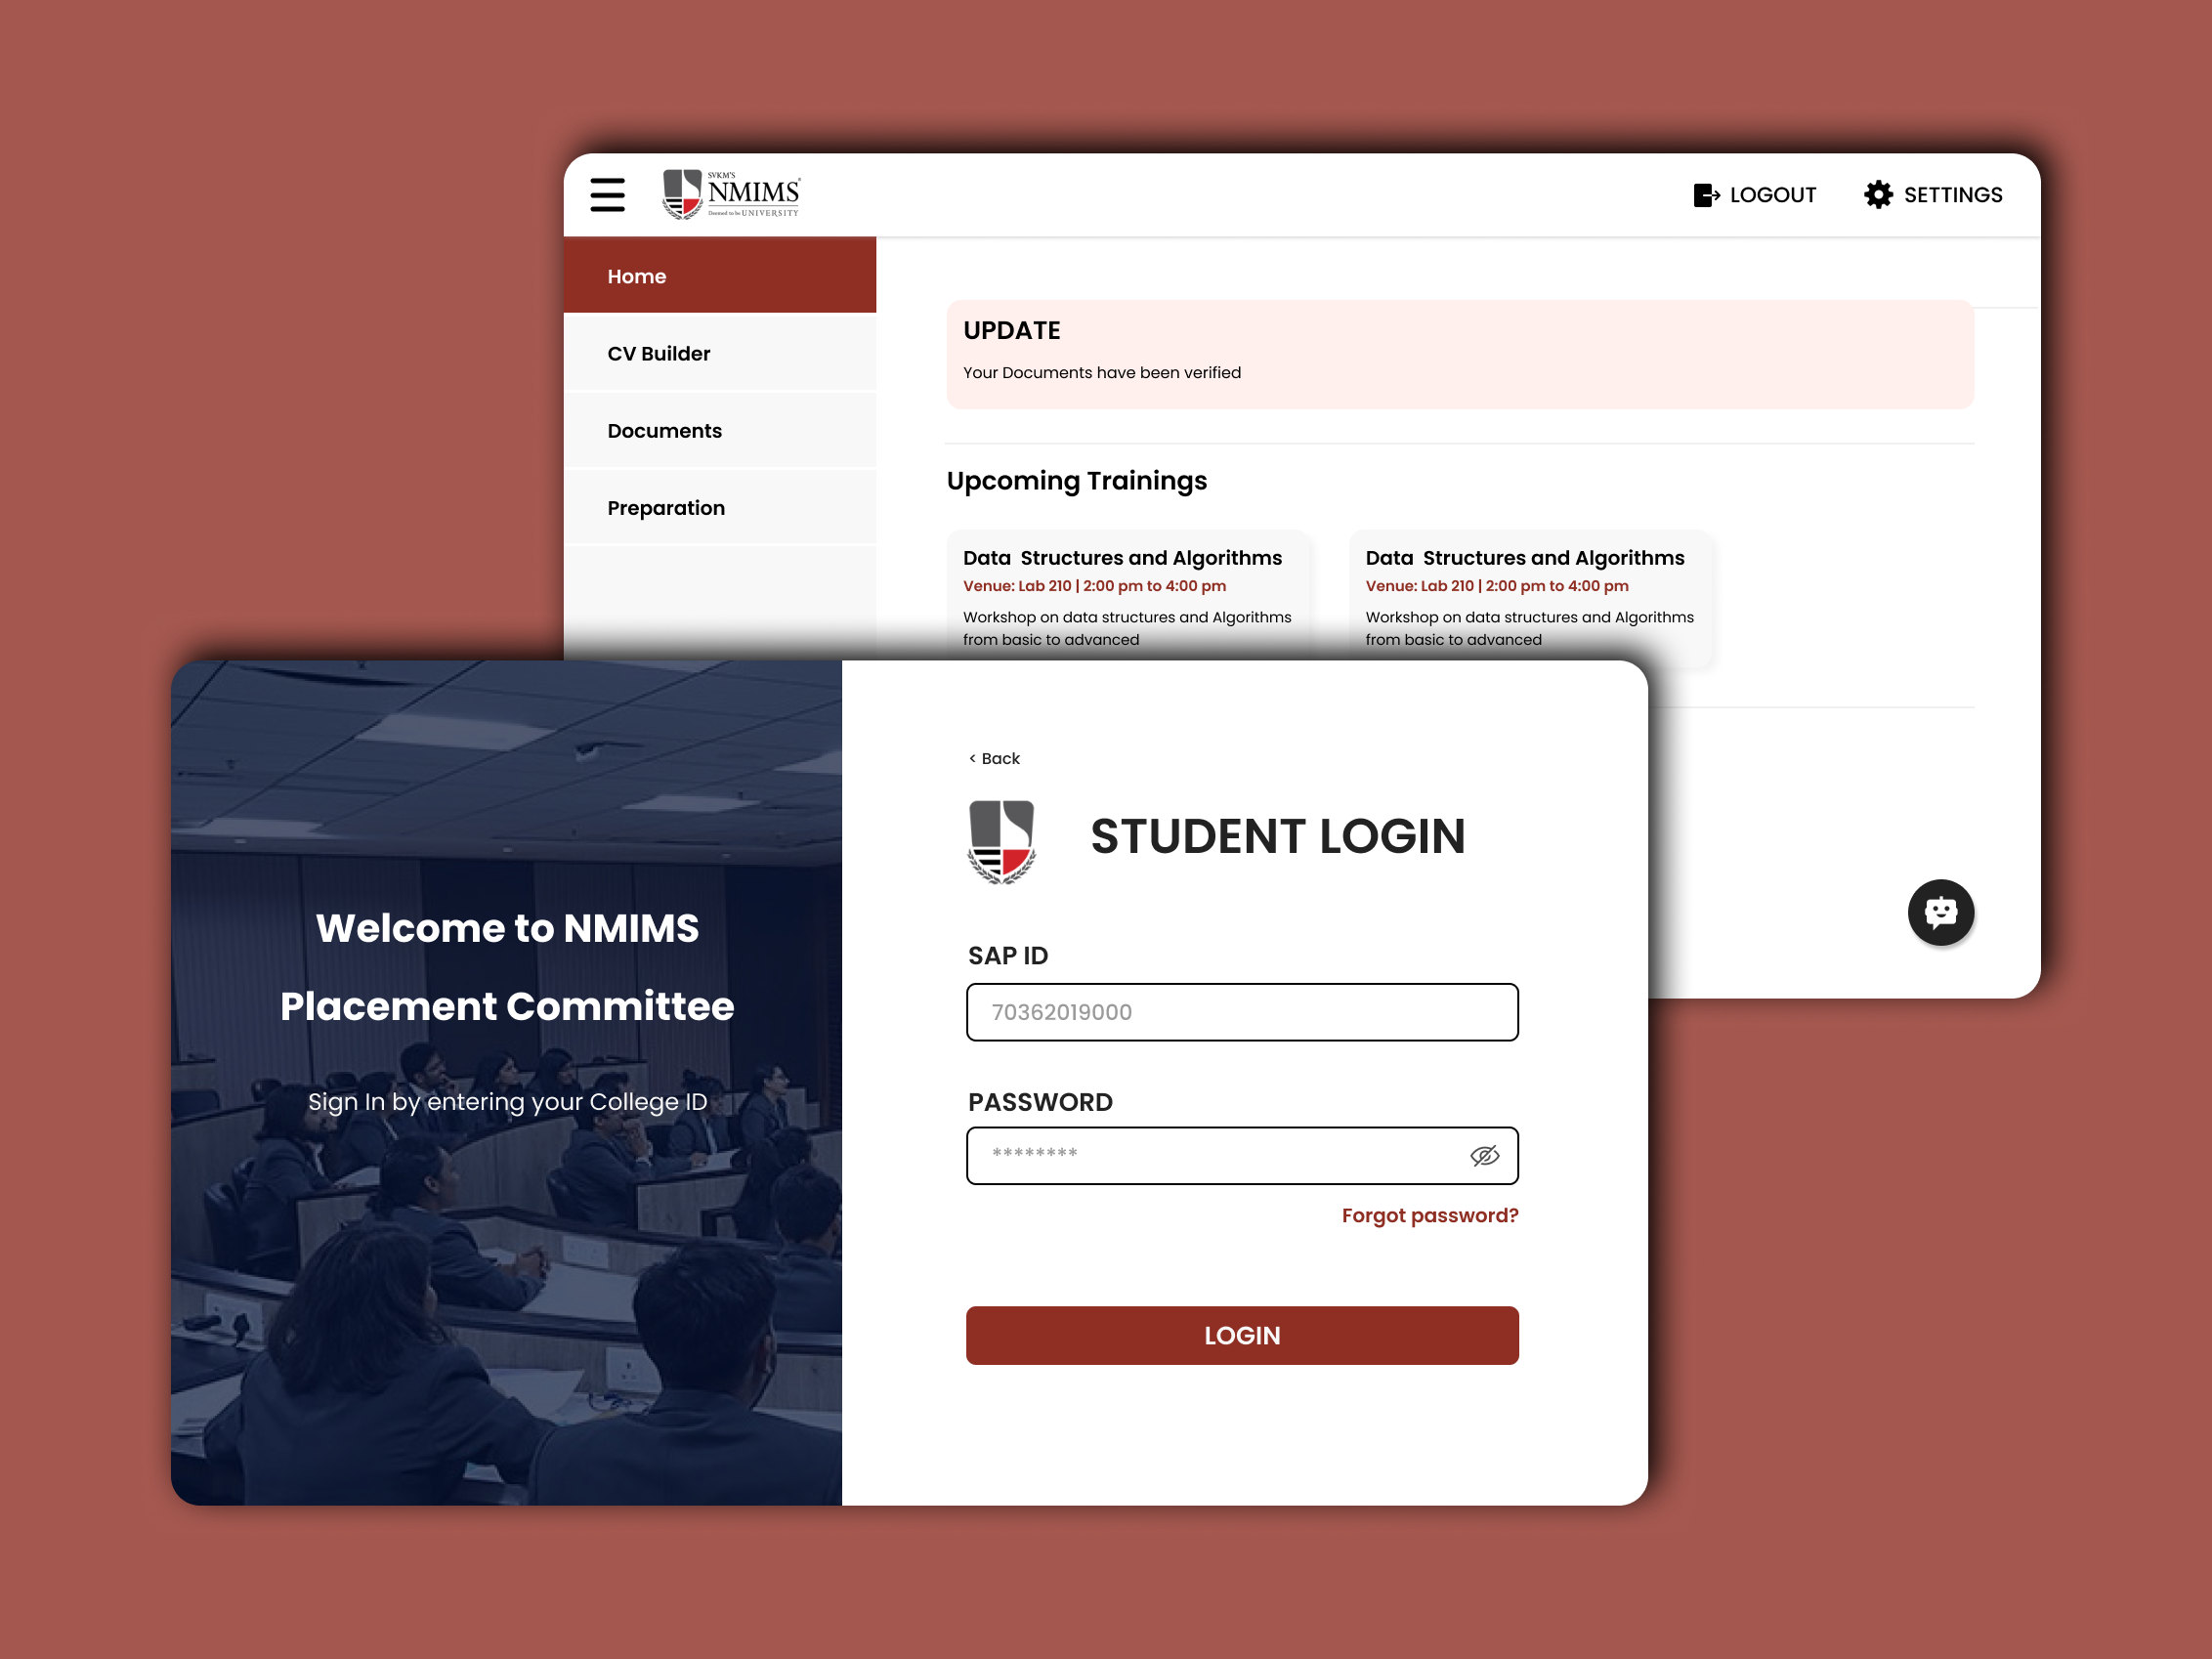 SVKM'S
NMIMS
Deemed to be UNIVERSITY
LOGOUT
SETTINGS
Home
CV Builder
Documents
Preparation
UPDATE
Your Documents have been verified
Upcoming Trainings
Data  Structures and Algorithms
Venue: Lab 210 | 2:00 pm to 4:00 pm
Workshop on data structures and Algorithms
from basic to advanced
Data  Structures and Algorithms
Venue: Lab 210 | 2:00 pm to 4:00 pm
Workshop on data structures and Algorithms
from basic to advanced
Welcome to NMIMS
Placement Committee
Sign In by entering your College ID
< Back
STUDENT LOGIN
SAP ID
70362019000
PASSWORD
********
Forgot password?
LOGIN